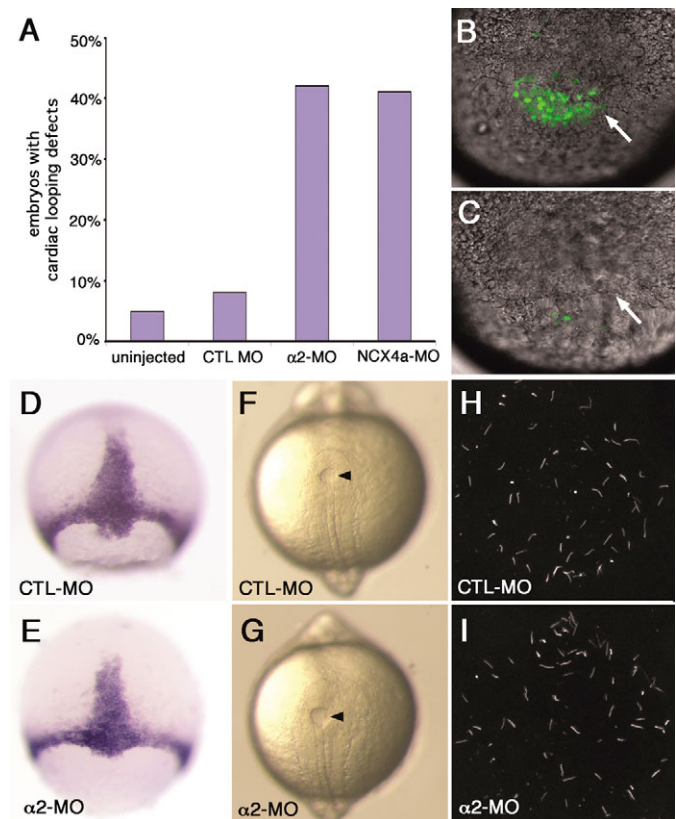 A
embryos with
cardiac looping defects
50%
40%
30%
20%
10%
0%
uninjected
CTL MO
α2-MO
NCX4a-MO
B
C
D
CTL-MO
E
α2-MO
F
CTL-MO
G
α2-MO
H
CTL-MO
I
α2-MO